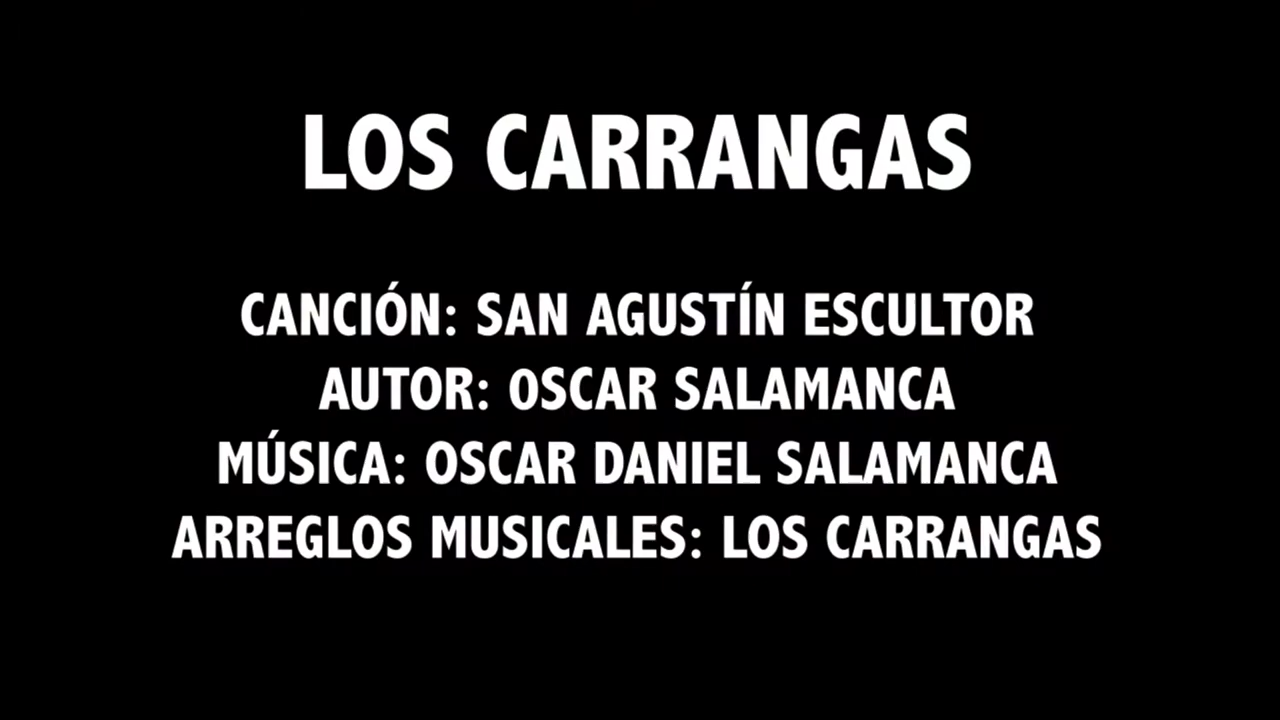 LOS CARRANGAS
CANCIÓN: SAN AGUSTÍN ESCULTOR
AUTOR: OSCAR SALAMANCA
MÚSICA: OSCAR DANIEL SALAMANCA
ARREGLOS MUSICALES: LOS CARRANGAS